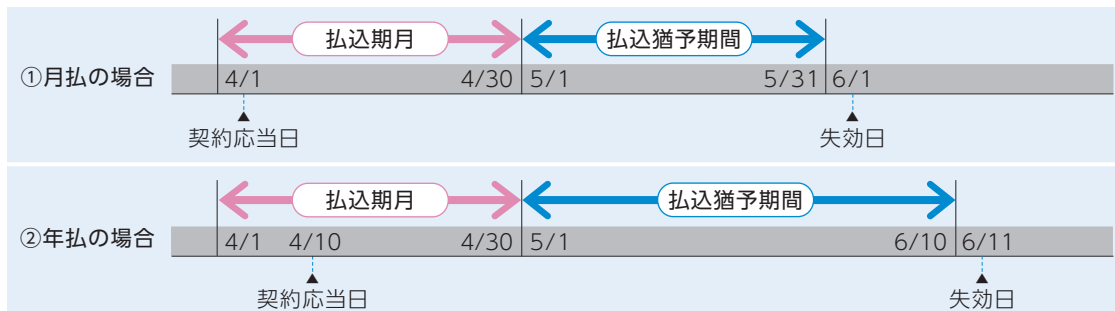 払込期月 払込猶予期間
①月払の場合
4/1 4/30 5/1 5/31 6/1
契約応当日 失効日
払込期月 払込猶予期間
②年払の場合
4/1 4/10 4/30 5/1 6/10 6/11
契約応当日 失効日